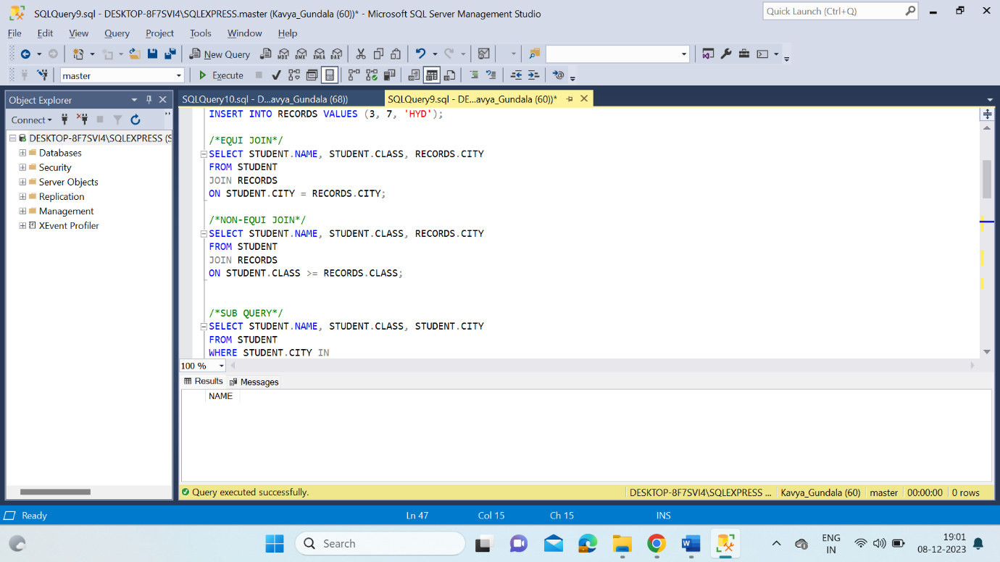 SQLQuery9.sql - DESKTOP-8F7SVI4\SQLEXPRESS.master (Kavya_Gundala (60))* - Microsoft SQL Server Management Studio
Quick Launch (Ctrl+Q)
File Edit View Query Project Tools Window Help
New Query MDX DMX XMLA DAX
master Execute
Object Explorer
SQLQuery10.sql - D...avya_Gundala (68))
SQLQuery9.sql - DE...avya_Gundala (60))*
Connect
DESKTOP-8F7SVI4\SQLEXPRESS (S
Databases
Security
Server Objects
Replication
Management
XEvent Profiler
INSERT INTO RECORDS VALUES (3, 7, 'HYD');
/*EQUI JOIN*/
SELECT STUDENT.NAME, STUDENT.CLASS, RECORDS.CITY
FROM STUDENT
JOIN RECORDS
ON STUDENT.CITY = RECORDS.CITY;
/*NON-EQUI JOIN*/
SELECT STUDENT.NAME, STUDENT.CLASS, RECORDS.CITY
FROM STUDENT
JOIN RECORDS
ON STUDENT.CLASS >= RECORDS.CLASS;
/*SUB QUERY*/
SELECT STUDENT.NAME, STUDENT.CLASS, STUDENT.CITY
FROM STUDENT
WHERE STUDENT.CITY IN
100 %
Results Messages
NAME
Query executed successfully.
DESKTOP-8F7SVI4\SQLEXPRESS ... Kavya_Gundala (60) master 00:00:00 0 rows
Ready Ln 47 Col 15 Ch 15 INS
Search
ENG
IN
19:01
08-12-2023